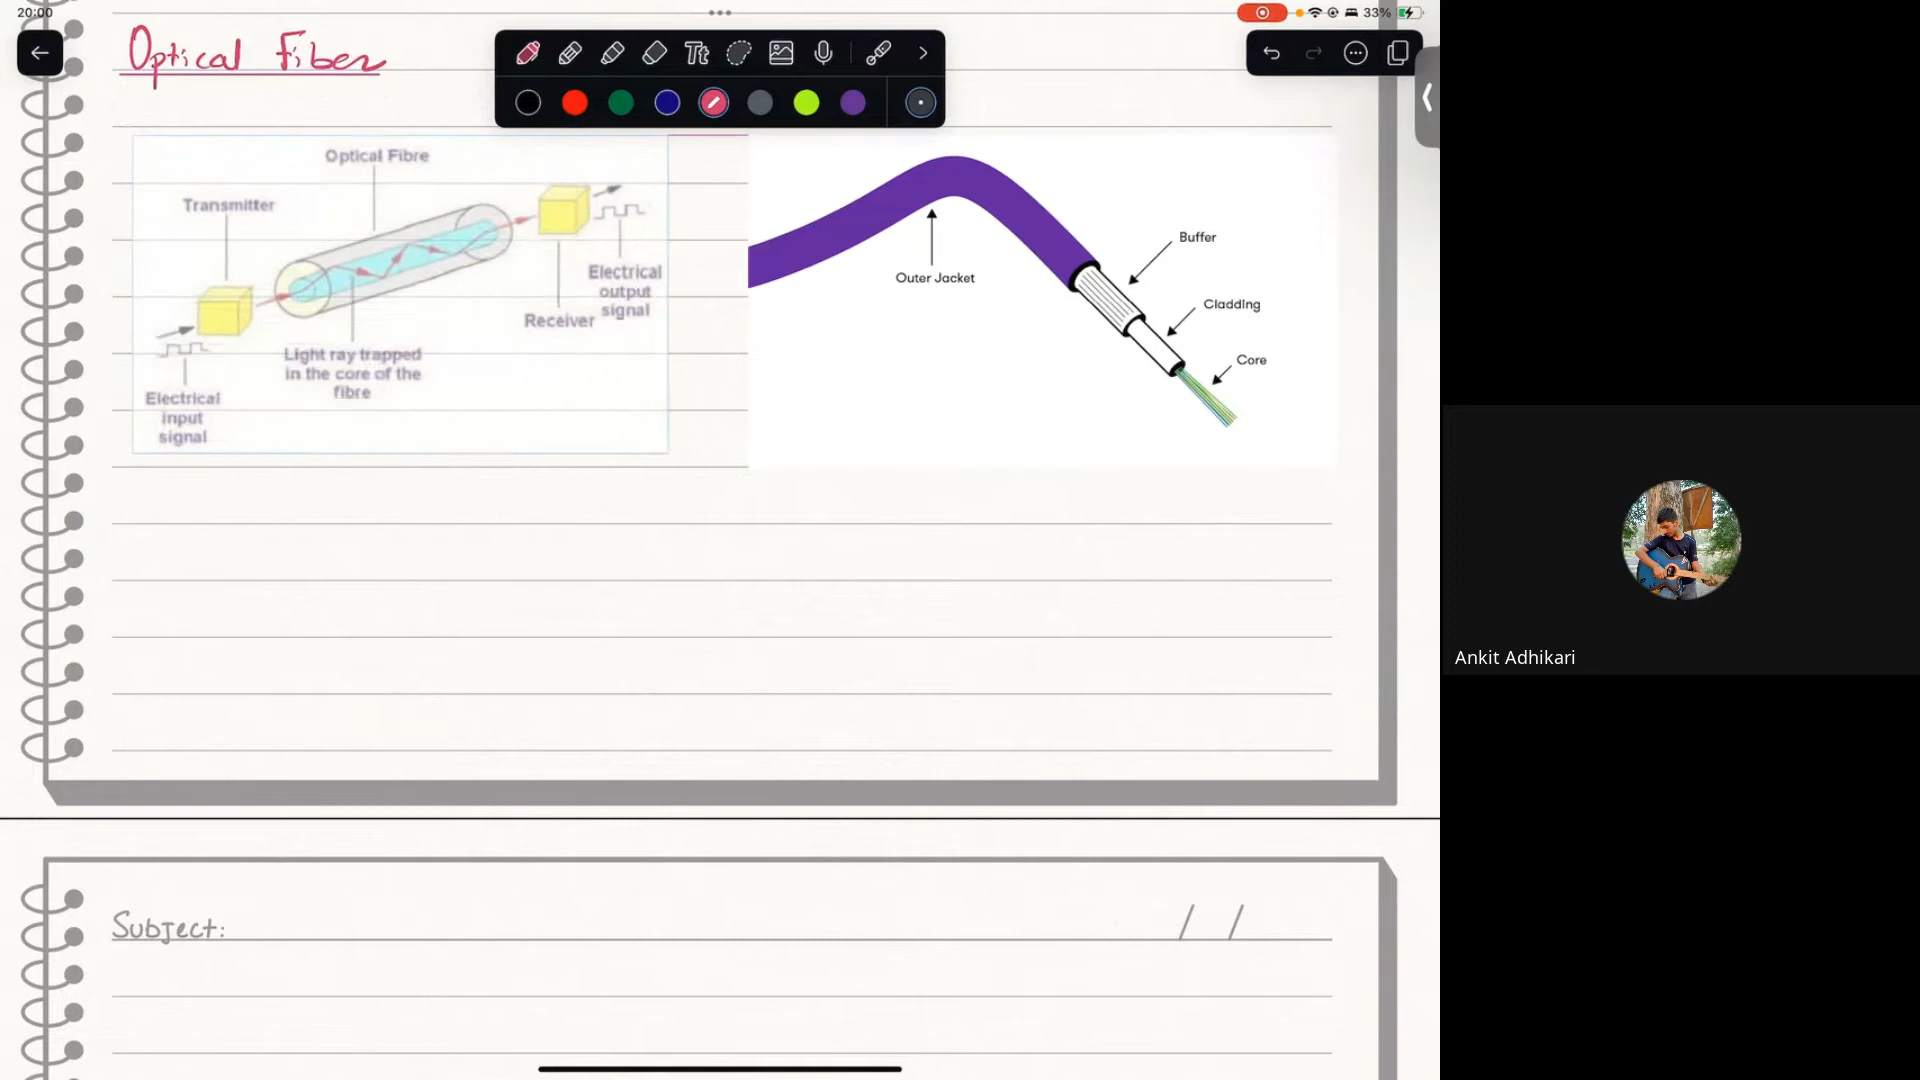 20:00
33%
Optical Fiber
Tt
Optical Fibre
Transmitter
Electrical
output
signal
Receiver
Light ray trapped
in the core of the
fibre
Electrical
input
signal
Buffer
Outer Jacket
Cladding
Core
Ankit Adhikari
Subject: / /